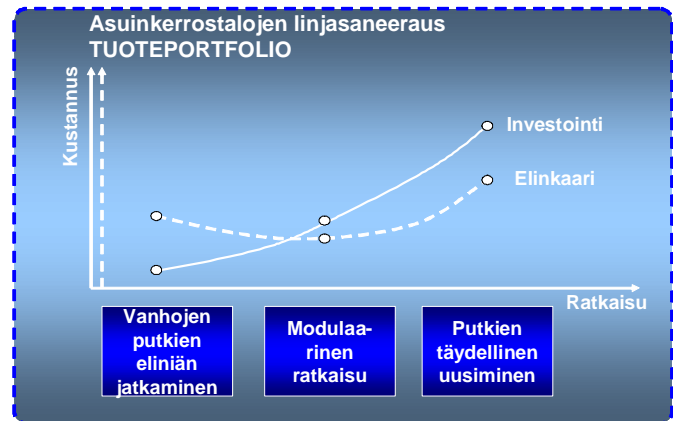 Asuinkerrostalojen linjasaneeraus
TUOTEPORTFOLIO
Kustannus
Investointi
Elinkaari
Ratkaisu
Vanhojen
putkien
eliniän
jatkaminen
Modulaa-
rinen
ratkaisu
Putkien
täydellinen
uusiminen